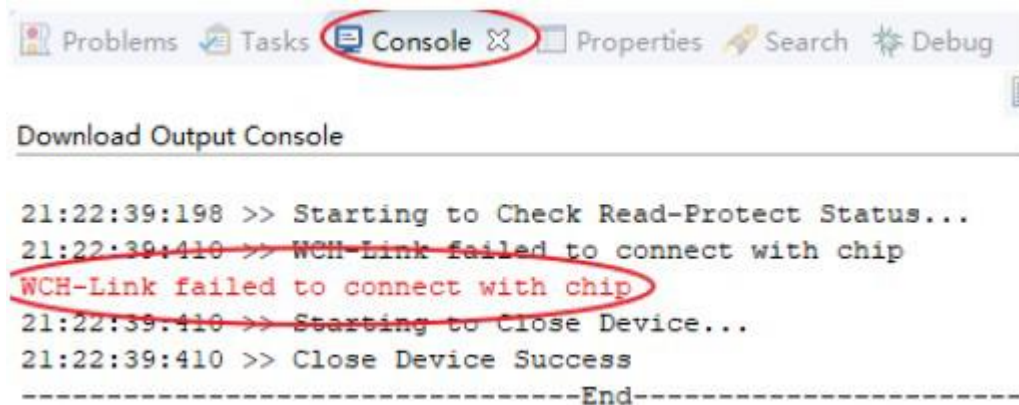 Problems Tasks Console Properties Search Debug
Download Output Console
21:22:39:198 >> Starting to Check Read-Protect Status...
21:22:39:410 >> WCH-Link failed to connect with chip
WCH-Link failed to connect with chip
21:22:39:410 >> Starting to Close Device...
21:22:39:410 >> Close Device Success
--------------------------------End----------------------